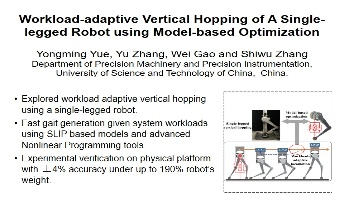 Workload-adaptive Vertical Hopping of A Single-
legged Robot using Model-based Optimization
Yongming Yue, Yu Zhang, Wei Gao and Shiwu Zhang
Department of Precision Machinery and Precision Instrumentation,
University of Science and Technology of China, China.
• Explored workload adaptive vertical hopping
using a single-legged robot.
• Fast gait generation given system workloads
using SLIP based models and advanced
Nonlinear Programming tools
• Experimental verification on physical platform
with ⊥4% accuracy under up to 190% robot's
weight.
Model-based
optimization